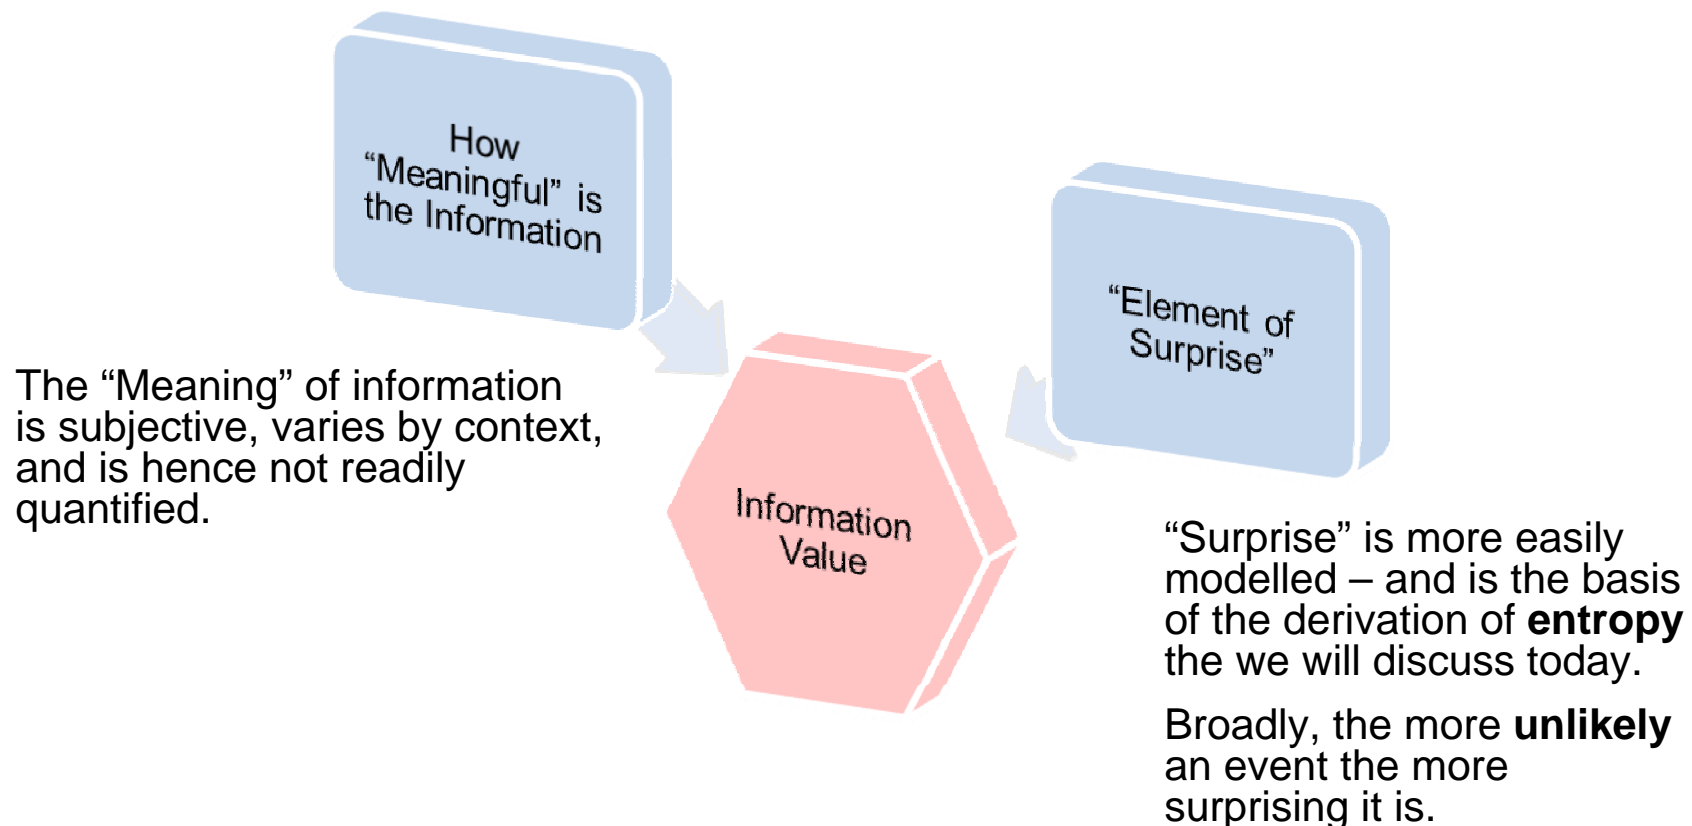 How
“Meaningful” is
the Information
“Element of
Surprise”
The “Meaning” of information
is subjective, varies by context,
and is hence not readily
quantified.
Information
Value
“Surprise” is more easily
modelled – and is the basis
of the derivation of entropy
the we will discuss today.
Broadly, the more unlikely
an event the more
surprising it is.